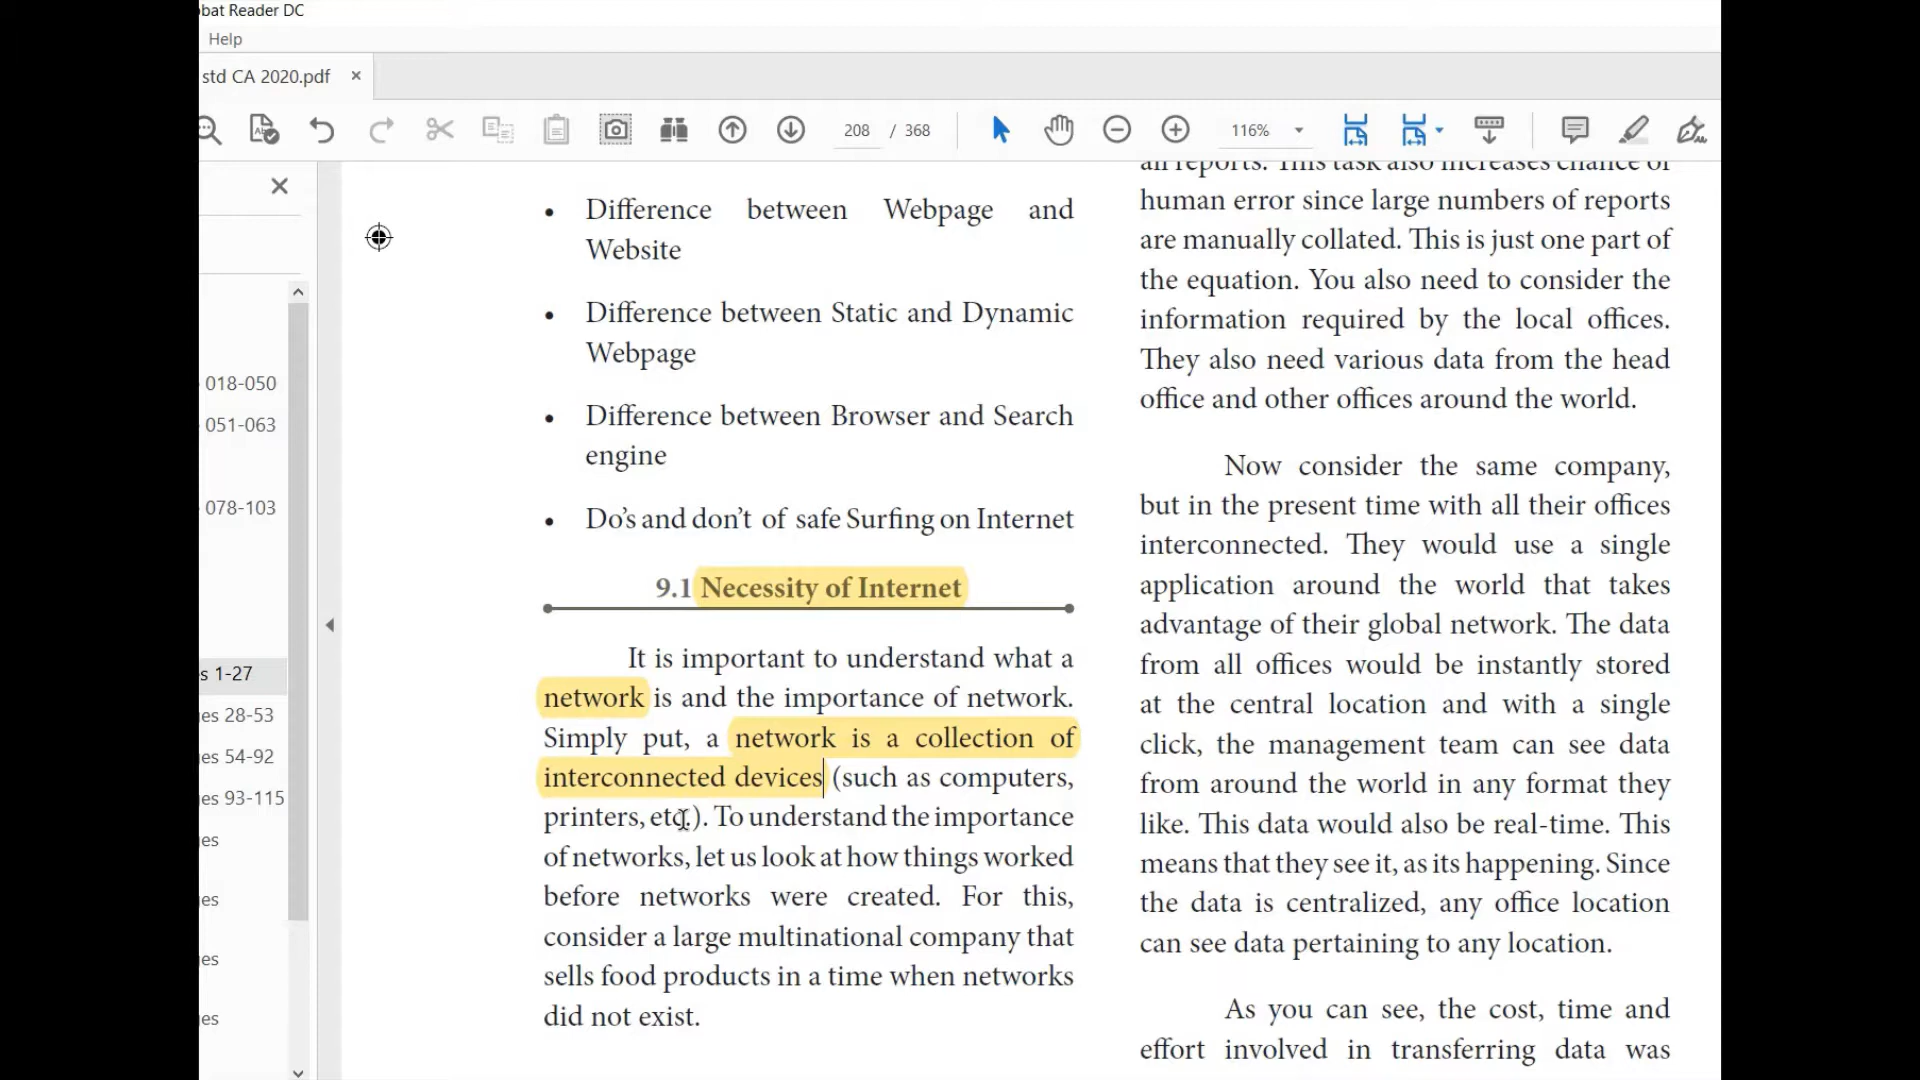 bat Reader DC
Help
std CA 2020.pdf
208 / 368
116%
018-050
051-063
078-103
s 1-27
es 28-53
es 54-92
es 93-115
es
es
es
es
• Difference between Webpage and
Website
• Difference between Static and Dynamic
Webpage
• Difference between Browser and Search
engine
• Do’s and don’t of safe Surfing on Internet
9.1 Necessity of Internet
It is important to understand what a
network is and the importance of network.
Simply put, a network is a collection of
interconnected devices (such as computers,
printers, etc.). To understand the importance
of networks, let us look at how things worked
before networks were created. For this,
consider a large multinational company that
sells food products in a time when networks
did not exist.
all reports. This task also increases chance of
human error since large numbers of reports
are manually collated. This is just one part of
the equation. You also need to consider the
information required by the local offices.
They also need various data from the head
office and other offices around the world.
Now consider the same company,
but in the present time with all their offices
interconnected. They would use a single
application around the world that takes
advantage of their global network. The data
from all offices would be instantly stored
at the central location and with a single
click, the management team can see data
from around the world in any format they
like. This data would also be real-time. This
means that they see it, as its happening. Since
the data is centralized, any office location
can see data pertaining to any location.
As you can see, the cost, time and
effort involved in transferring data was